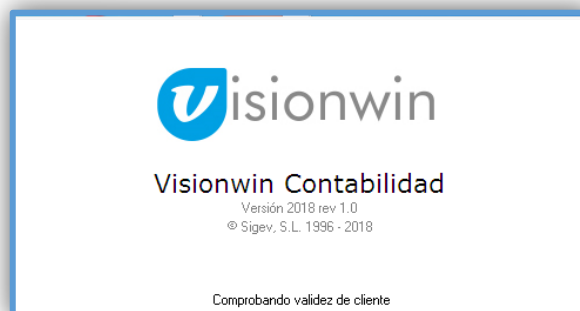 visionwin
Visionwin Contabilidad
Versión 2018 rev 1.0
© Sigev, S.L. 1996 - 2018
Comprobando validez de cliente